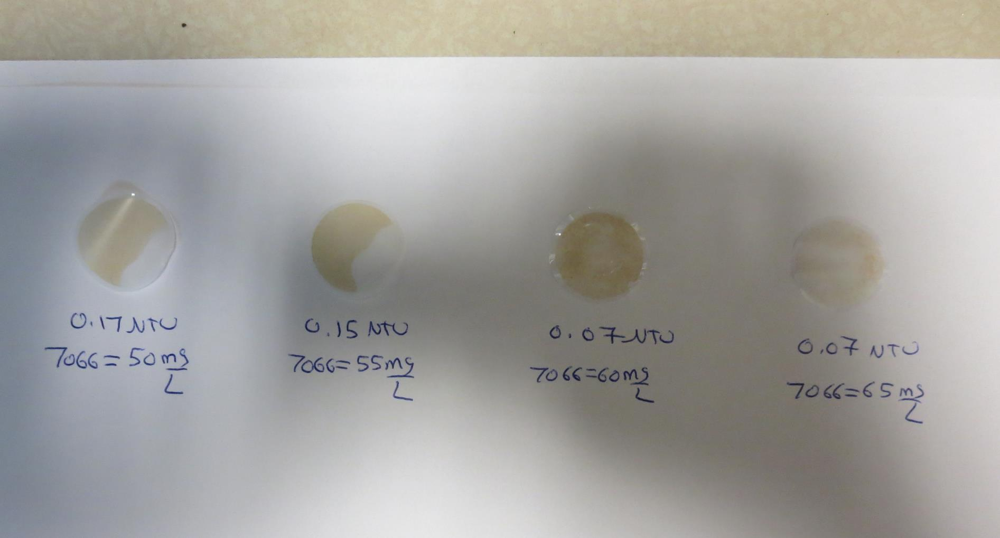 0.17 NTU
7066 = 50 mg
L
0.15 NTU
7066 = 55 mg
L
0.07 NTU
7066 = 60 mg
L
0.07 NTU
7066 = 65 mg
L